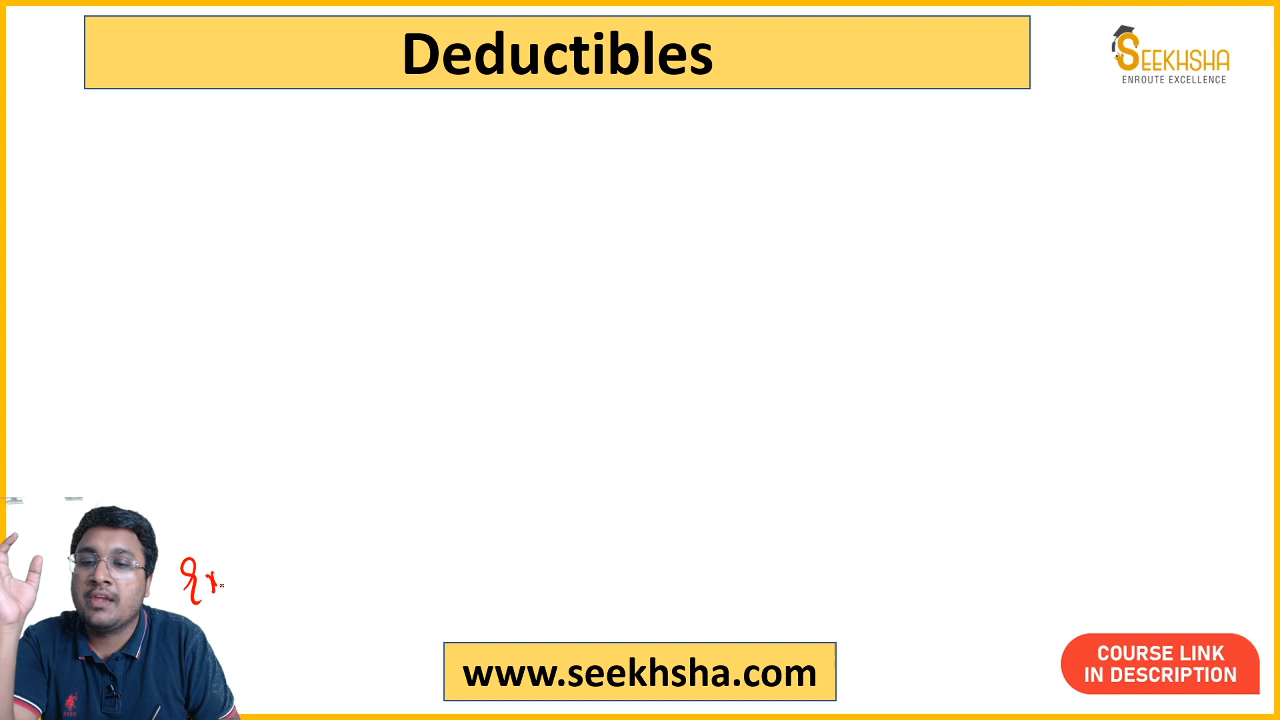 Deductibles
SEEKHSHA
ENROUTE EXCELLENCE
www.seekhsha.com
COURSE LINK
IN DESCRIPTION